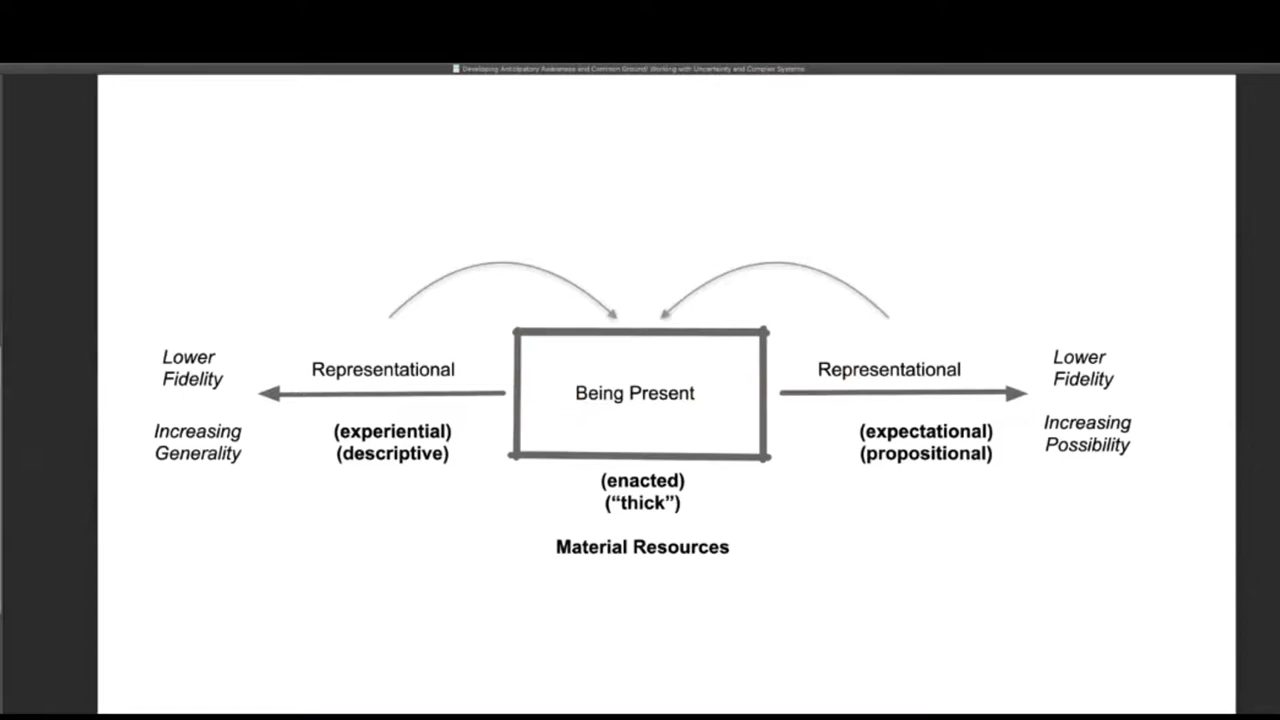 Developing Anticipatory Awareness and Common Ground: Working with Uncertainty and Complex Systems
Lower
Fidelity
Increasing
Generality
Representational
(experiential)
(descriptive)
Being Present
(enacted)
(“thick”)
Material Resources
Representational
(expectational)
(propositional)
Lower
Fidelity
Increasing
Possibility